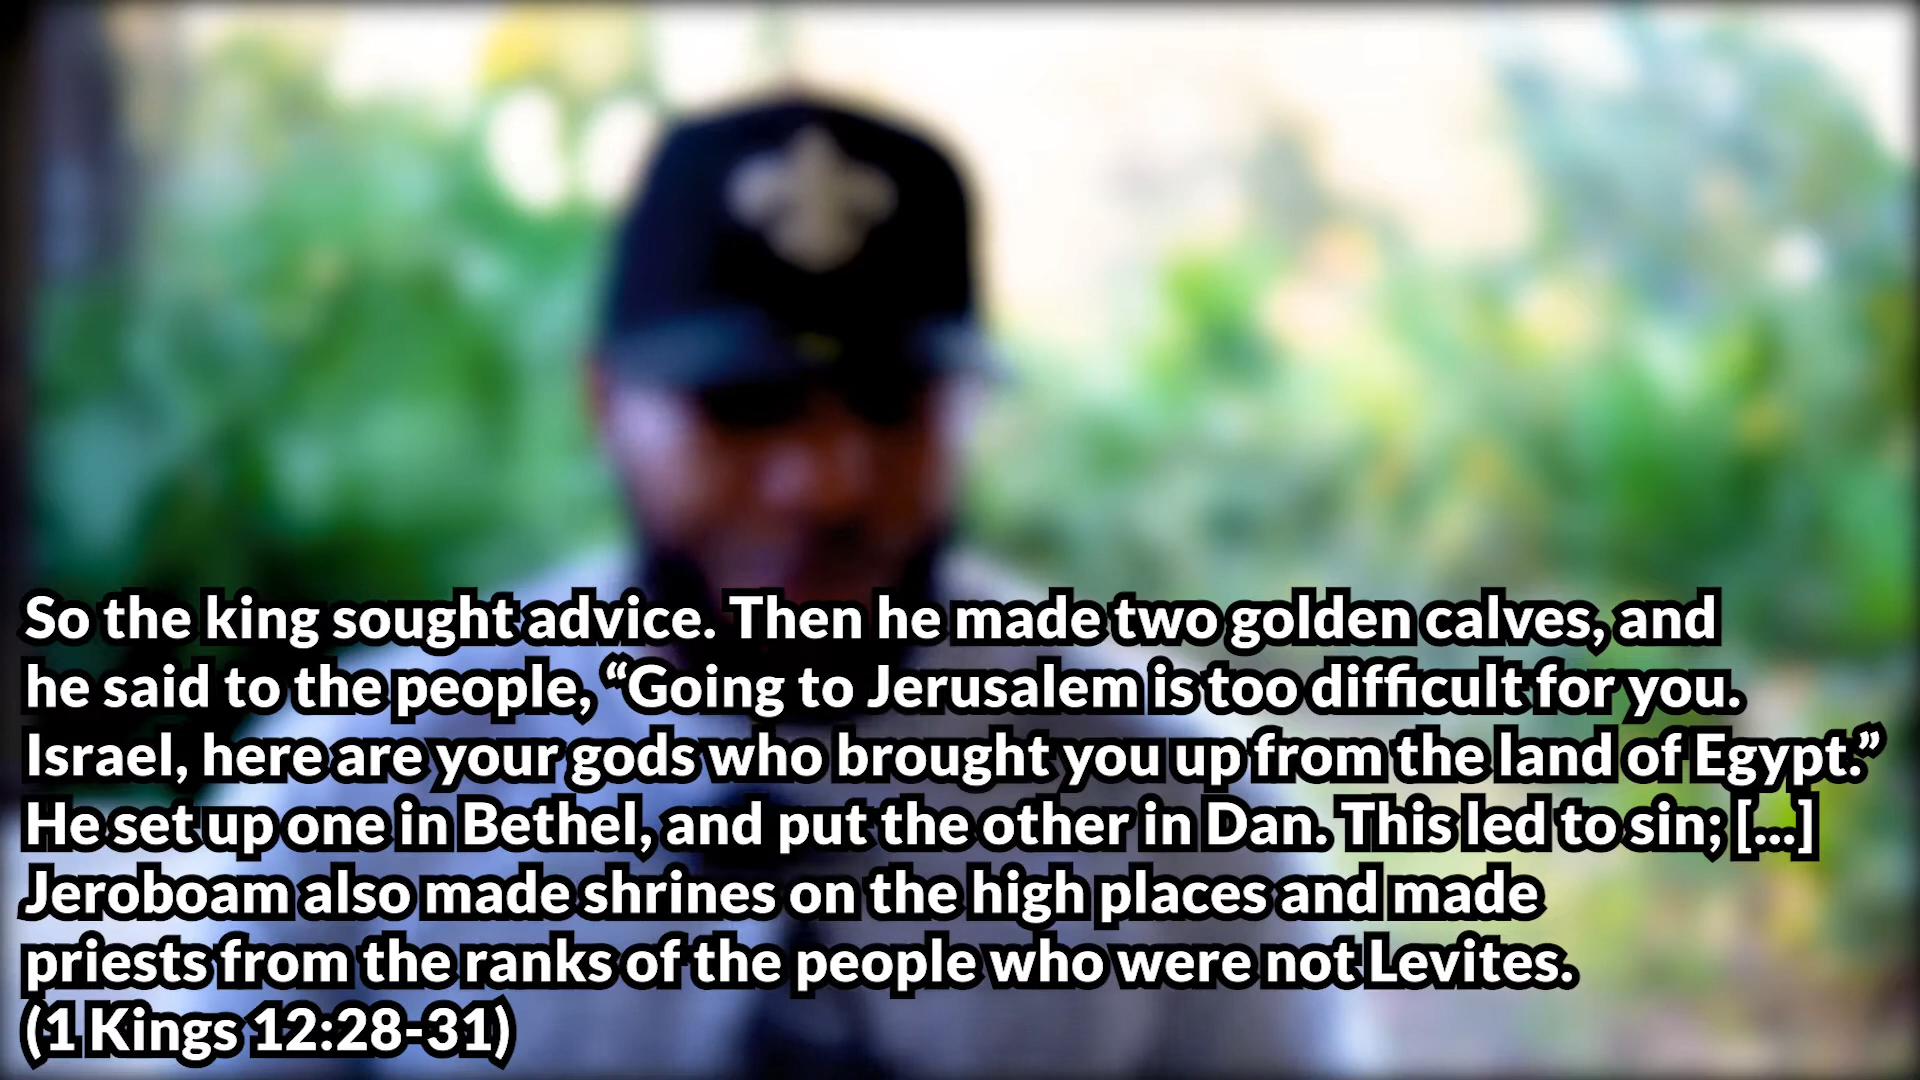 So the king sought advice. Then he made two golden calves, and
he said to the people, “Going to Jerusalem is too difficult for you.
Israel, here are your gods who brought you up from the land of Egypt.”
He set up one in Bethel, and put the other in Dan. This led to sin; [...]
Jeroboam also made shrines on the high places and made
priests from the ranks of the people who were not Levites.
(1 Kings 12:28-31)